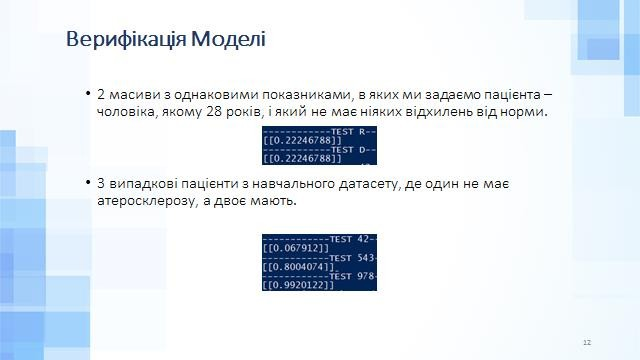 Верифікація Моделі
• 2 масиви з однаковими показниками, в яких ми задаємо пацієнта –
чоловіка, якому 28 років, і який не має ніяких відхилень від норми.
------------TEST R--
[[0.22246788]]
------------TEST D--
[[0.22246788]]
• 3 випадкові пацієнти з навчального датасету, де один не має
атеросклерозу, а двоє мають.
------------TEST 42--
[[0.067912]]
------------TEST 543-
[[0.8004074]]
------------TEST 978-
[[0.9920122]]
12